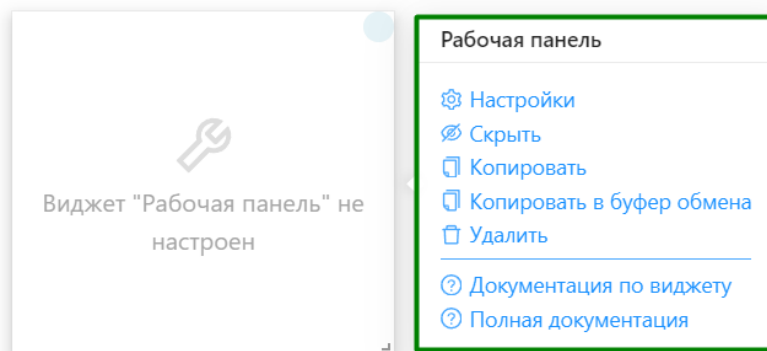 Виджет "Рабочая панель" не
настроен
Рабочая панель
Настройки
Скрыть
Копировать
Копировать в буфер обмена
Удалить
Документация по виджету
Полная документация